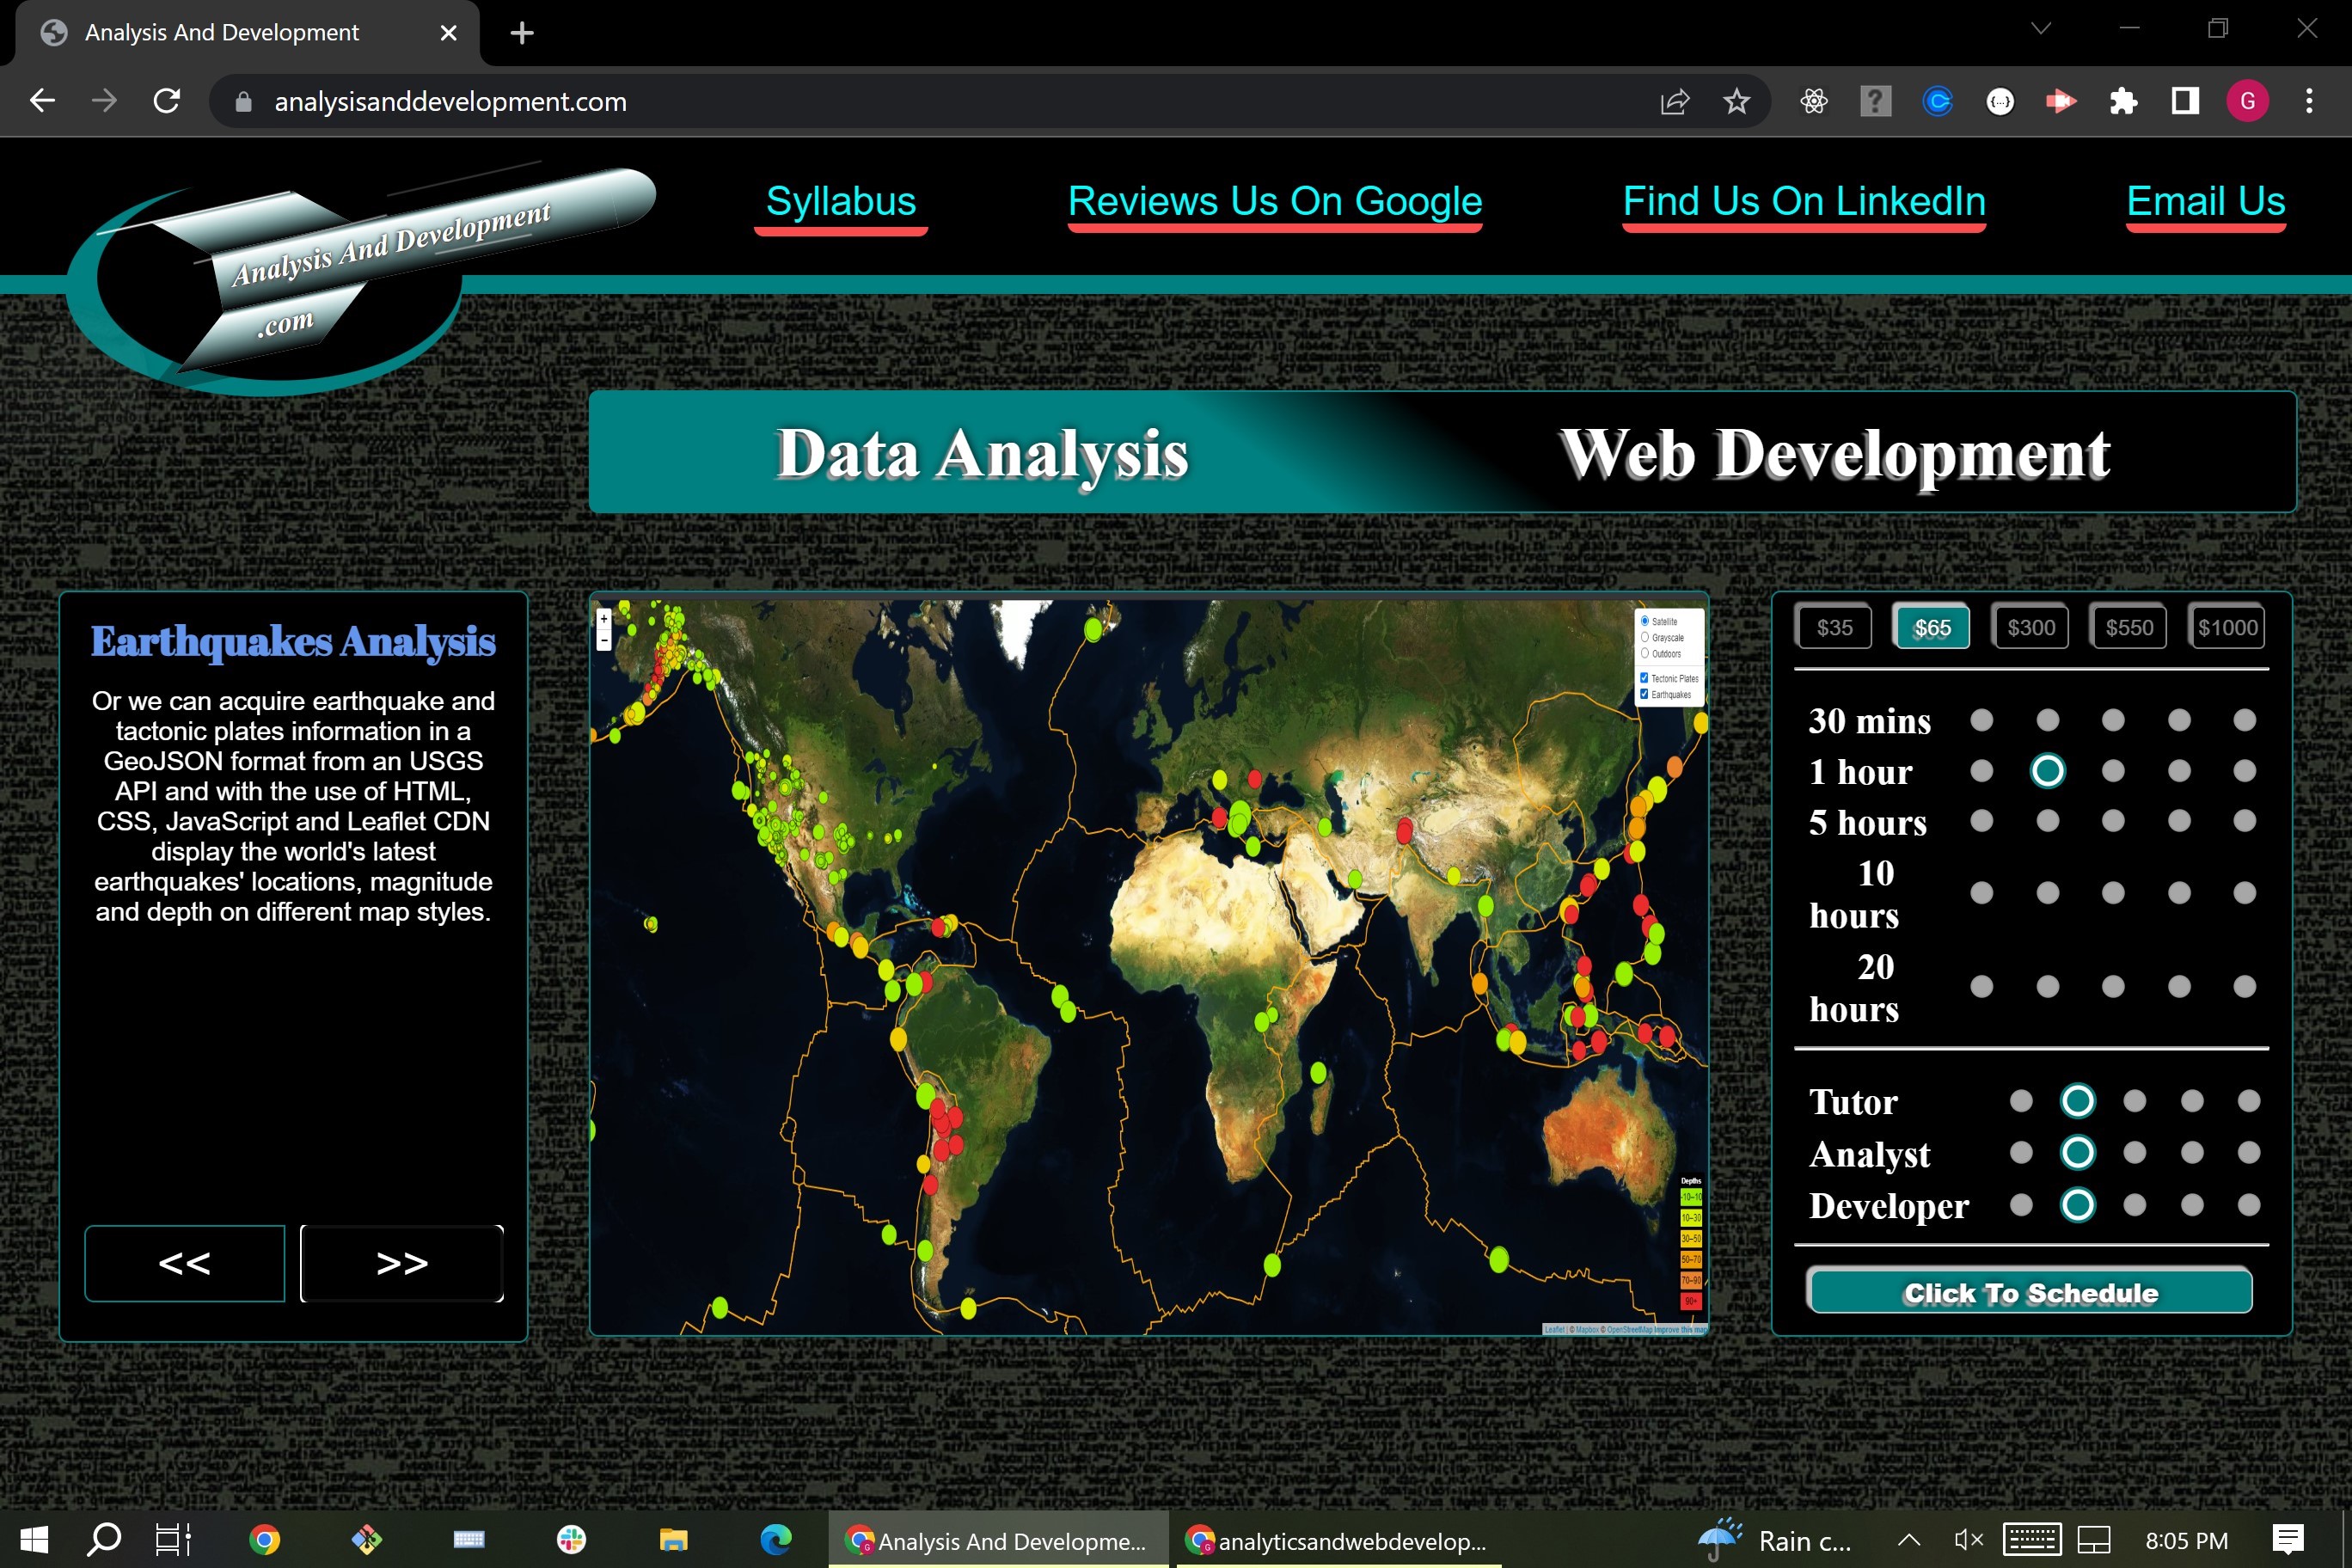 Analysis And Development
analysisanddevelopment.com
G
Analysis And Development
.com
Syllabus
Reviews Us On Google
Find Us On LinkedIn
Email Us
Data Analysis
Web Development
Earthquakes Analysis
Or we can acquire earthquake and
tactonic plates information in a
GeoJSON format from an USGS
API and with the use of HTML,
CSS, JavaScript and Leaflet CDN
display the world's latest
earthquakes' locations, magnitude
and depth on different map styles.
<<
>>
+
−
Satellite
Grayscale
Outdoors
Tectonic Plates
Earthquakes
Depths
-10–10
10–30
30–50
50–70
70–90
90+
Leaflet | © Mapbox © OpenStreetMap Improve this map
$35
$65
$300
$550
$1000
30 mins
1 hour
5 hours
10
hours
20
hours
Tutor
Analyst
Developer
Click To Schedule
Analysis And Developme...
analyticsandwebdevelop...
Rain c...
8:05 PM